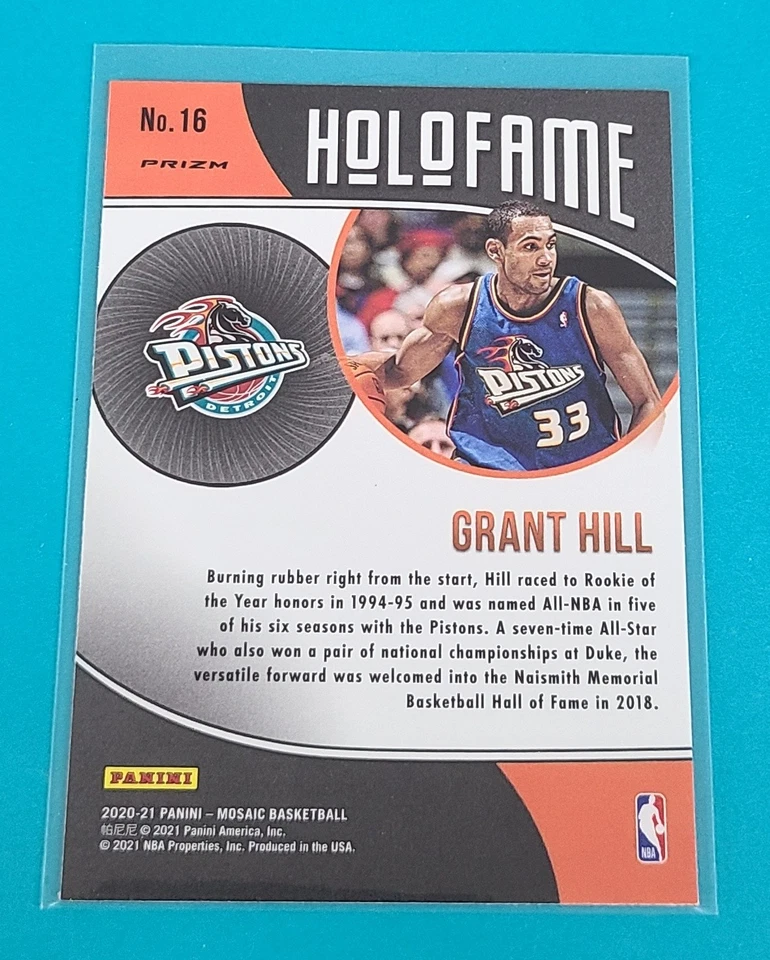 No. 16
PRIZM
HOLOFAME
PISTONS
DETROIT
PISTONS
33
GRANT HILL
Burning rubber right from the start, Hill raced to Rookie of
the Year honors in 1994-95 and was named All-NBA in five
of his six seasons with the Pistons. A seven-time All-Star
who also won a pair of national championships at Duke, the
versatile forward was welcomed into the Naismith Memorial
Basketball Hall of Fame in 2018.
PANINI
2020-21 PANINI – MOSAIC BASKETBALL
帕尼尼 © 2021 Panini America, Inc.
© 2021 NBA Properties, Inc. Produced in the USA.
NBA